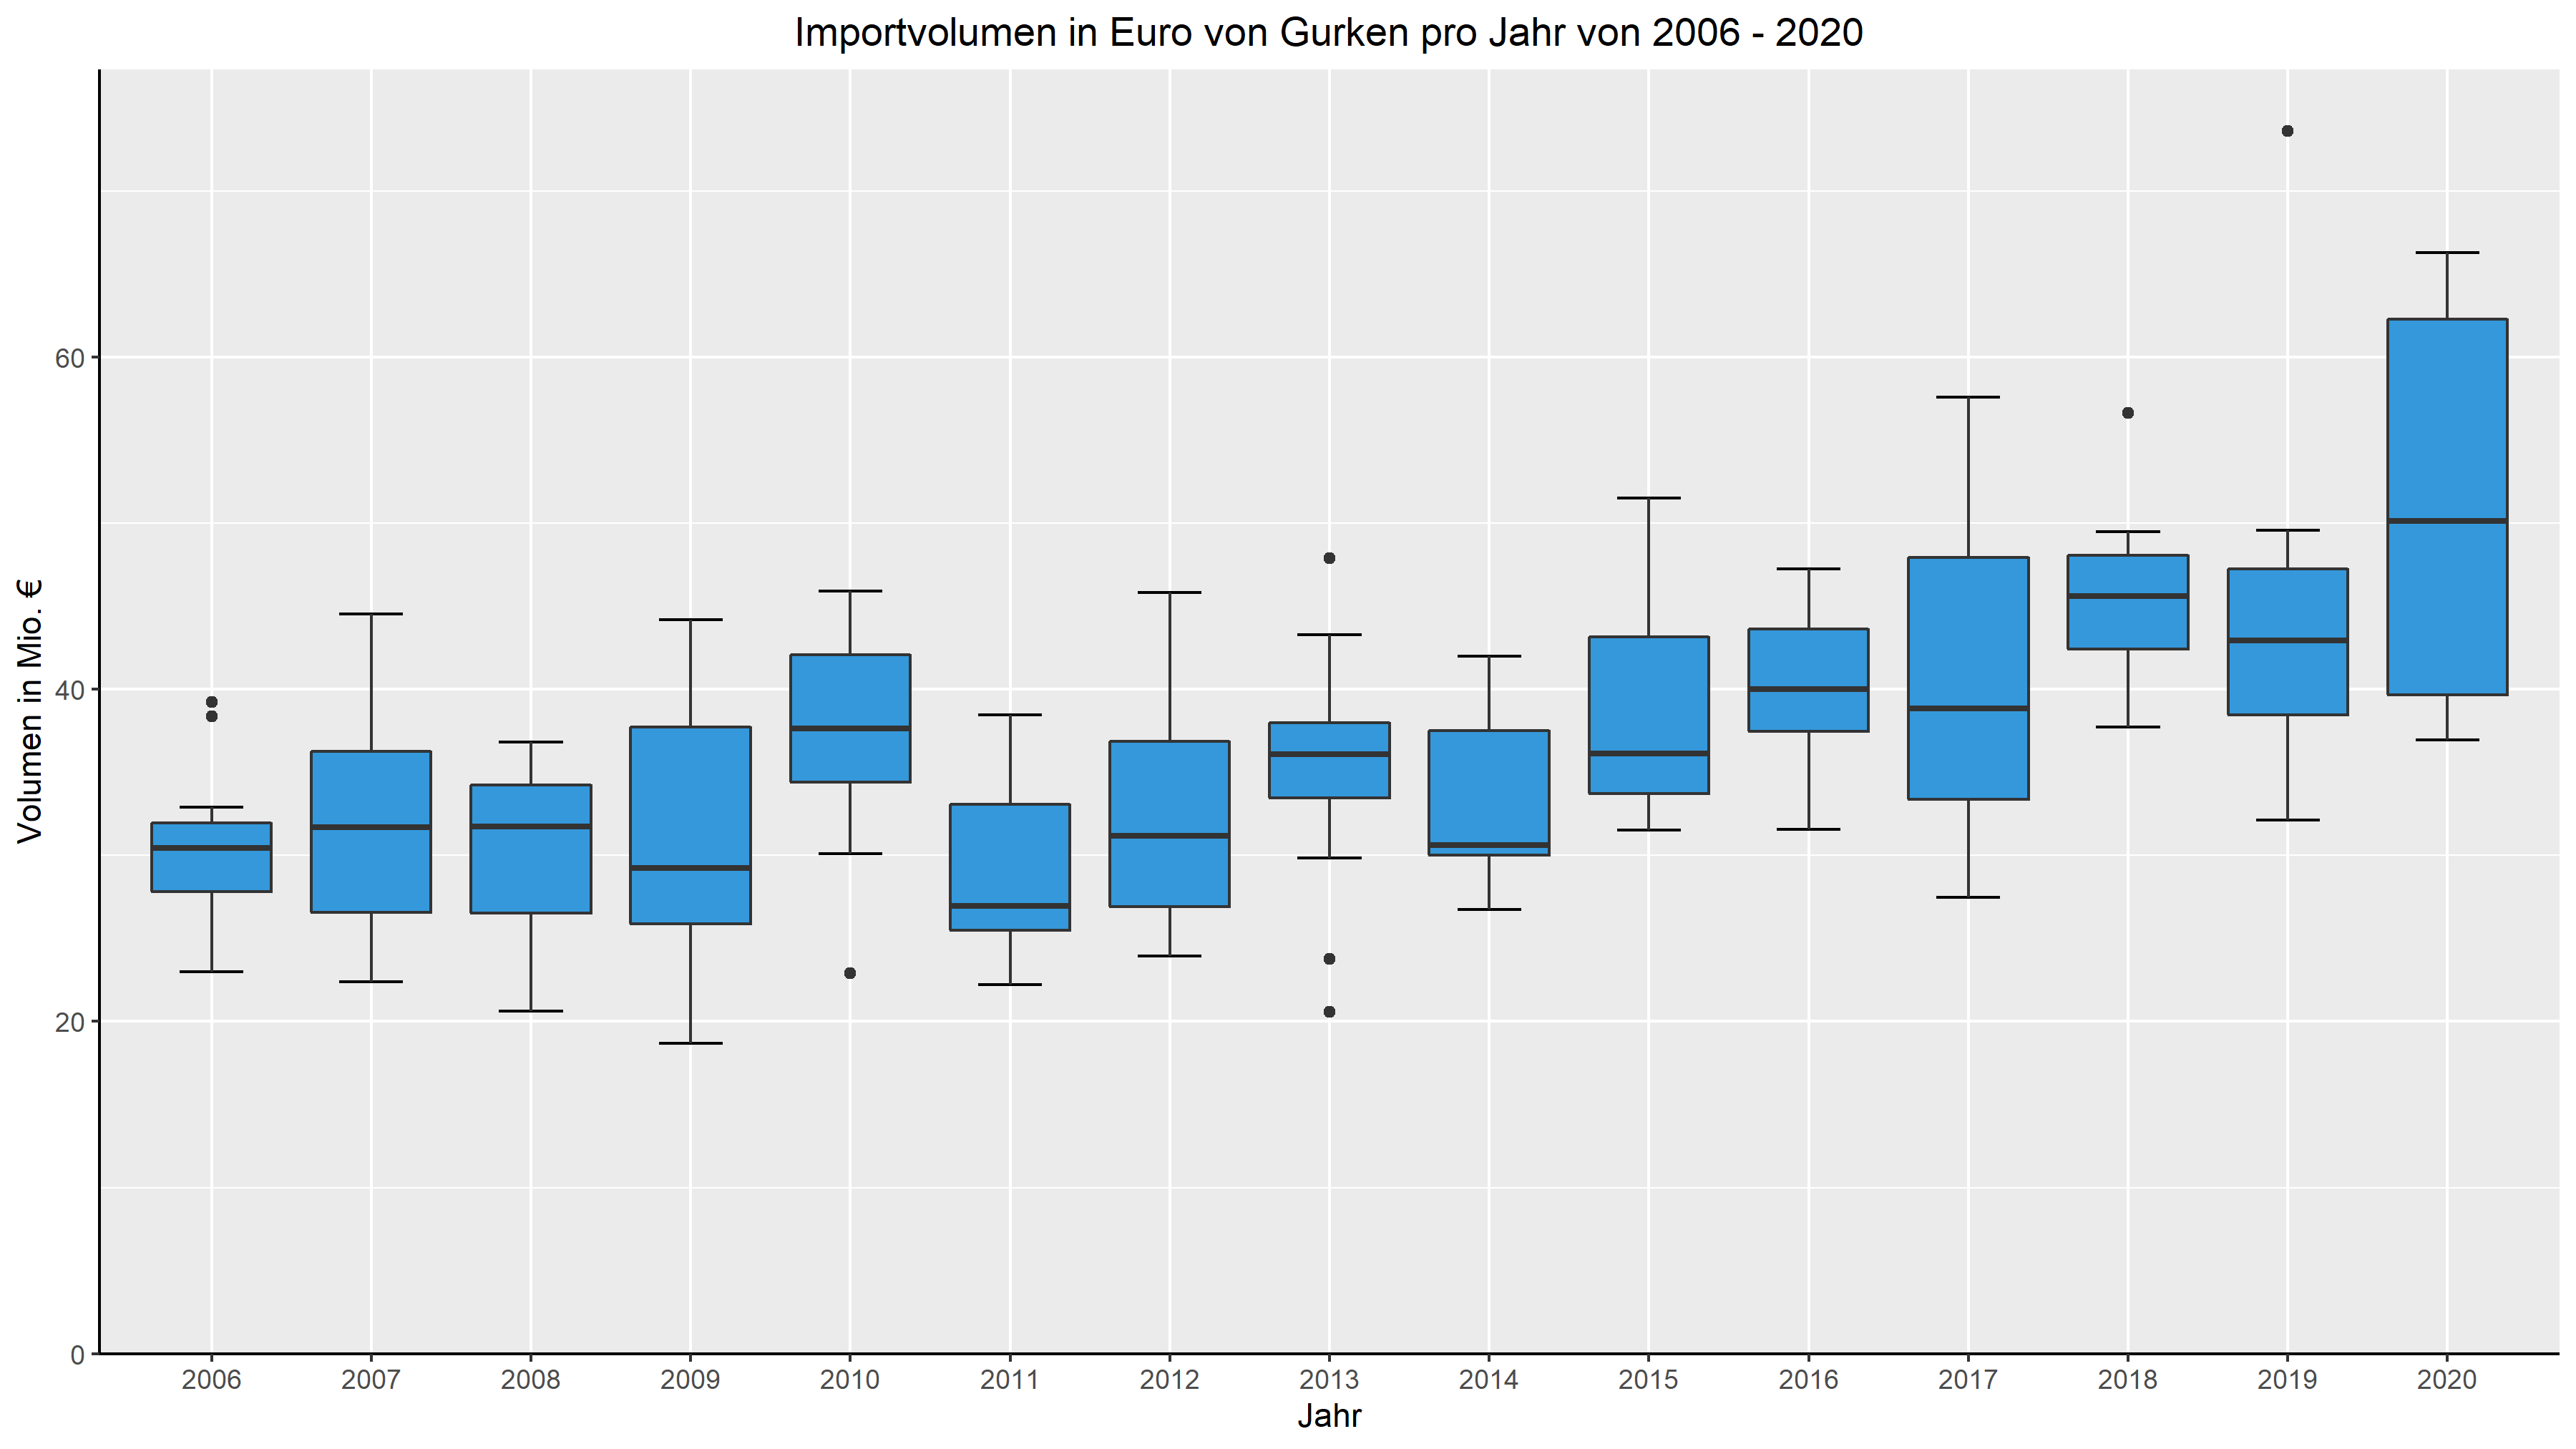 Importvolumen in Euro von Gurken pro Jahr von 2006 - 2020
Volumen in Mio. €
60
40
20
0
2006 2007 2008 2009 2010 2011 2012 2013 2014 2015 2016 2017 2018 2019 2020
Jahr